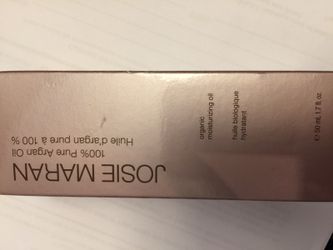 JOSIE MARAN
100% Pure Argan Oil
Huile d'argan pure à 100 %
organic
moisturizing oil
huile biologique
hydratant
e 50 mL 1.7 fl oz